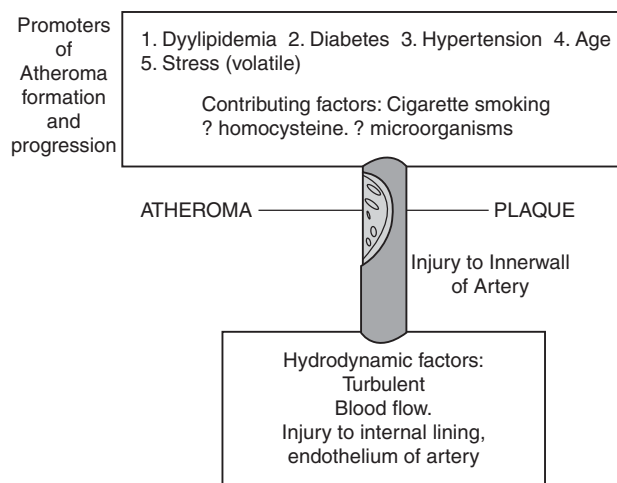 Promoters
of
Atheroma
formation
and
progression
1. Dyylipidemia 2. Diabetes 3. Hypertension 4. Age
5. Stress (volatile)
Contributing factors: Cigarette smoking
? homocysteine. ? microorganisms
ATHEROMA
PLAQUE
Injury to Innerwall
of Artery
Hydrodynamic factors:
Turbulent
Blood flow.
Injury to internal lining,
endothelium of artery